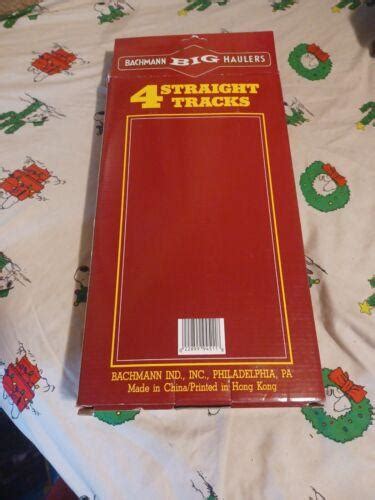 BACHMANN BIG HAULERS
4 STRAIGHT
TRACKS
BACHMANN IND., INC., PHILADELPHIA, PA
Made in China/Printed in Hong Kong